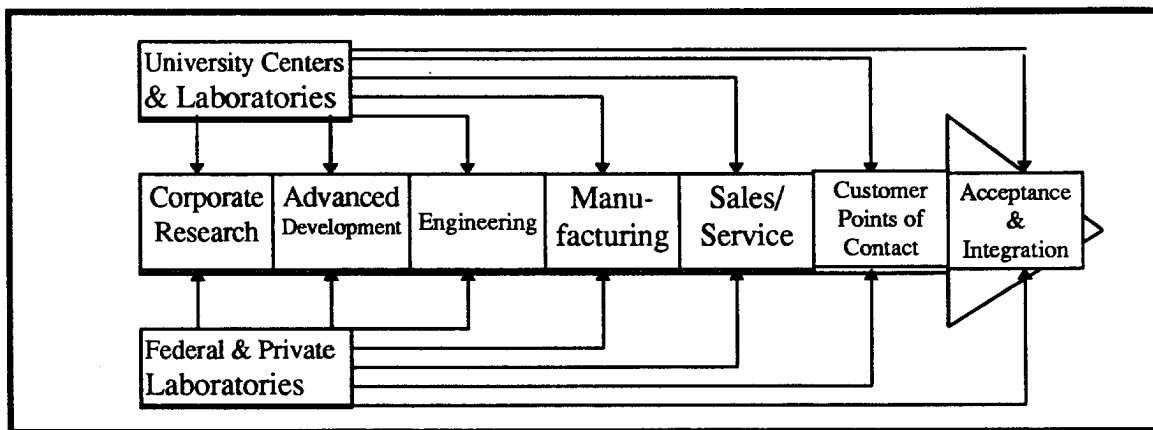 University Centers
& Laboratories
Corporate
Research
Advanced
Development
Engineering
Manu-
facturing
Sales/
Service
Customer
Points of
Contact
Acceptance
&
Integration
Federal & Private
Laboratories